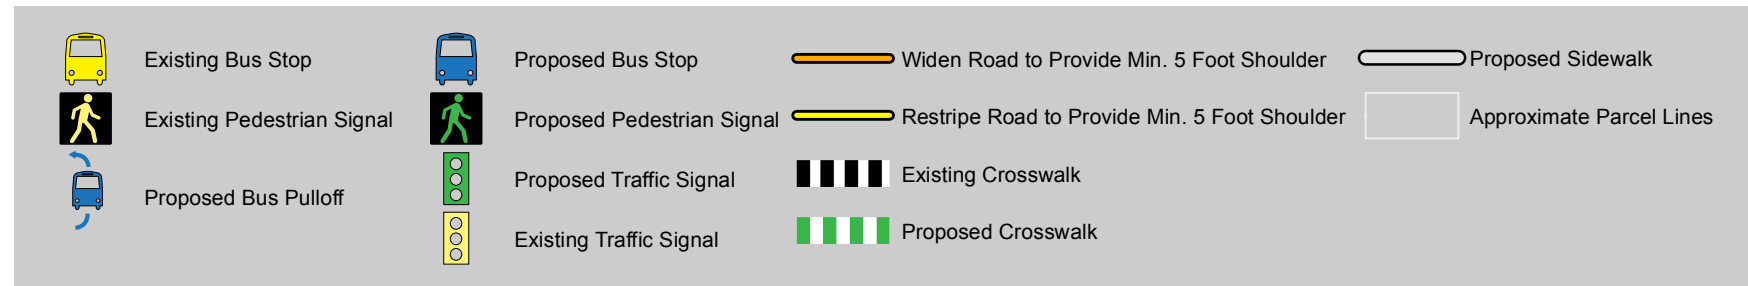 Existing Bus Stop
Existing Pedestrian Signal
Proposed Bus Pulloff
Proposed Bus Stop
Proposed Pedestrian Signal
Proposed Traffic Signal
Existing Traffic Signal
Widen Road to Provide Min. 5 Foot Shoulder
Restripe Road to Provide Min. 5 Foot Shoulder
Existing Crosswalk
Proposed Crosswalk
Proposed Sidewalk
Approximate Parcel Lines